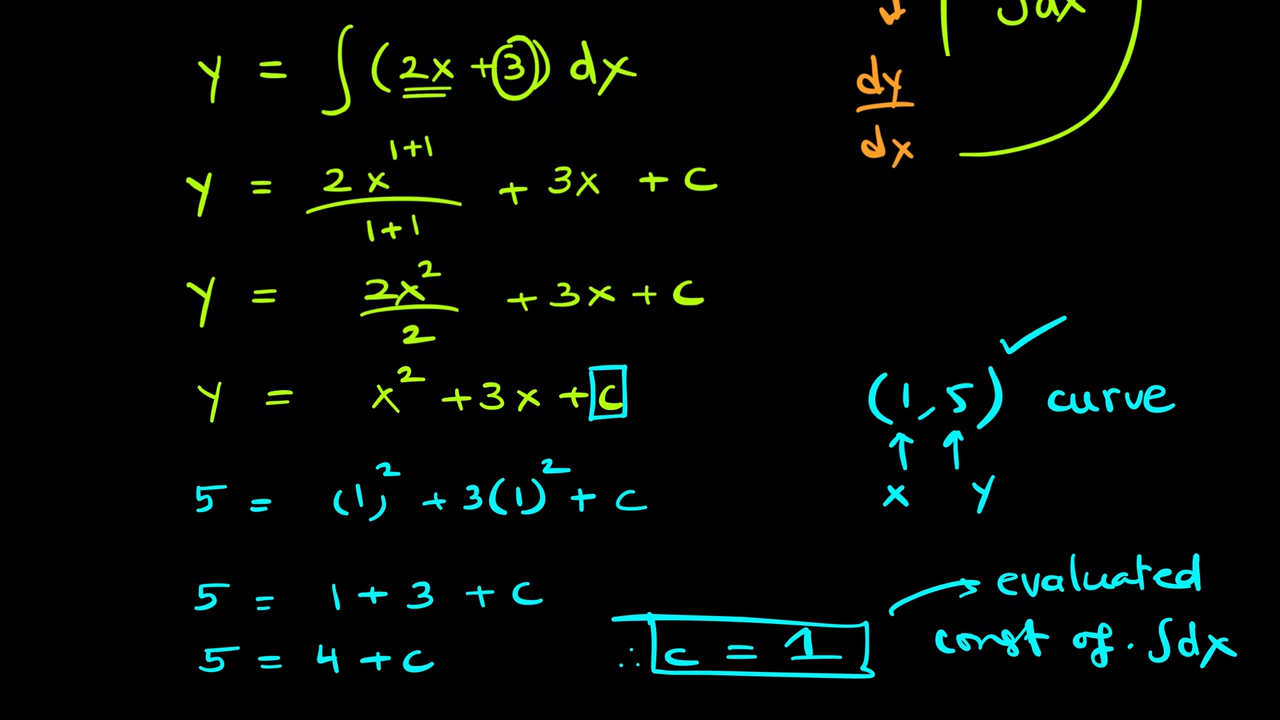 ∫dx
y = ∫(2x + 3) dx
dy/dx
y = 2x^(1+1)/(1+1) + 3x + c
y = 2x²/2 + 3x + c
y = x² + 3x + c
(1,5) curve
x y
5 = (1)² + 3(1)² + c
5 = 1 + 3 + c
evaluated
const of. ∫dx
5 = 4 + c
∴ c = 1